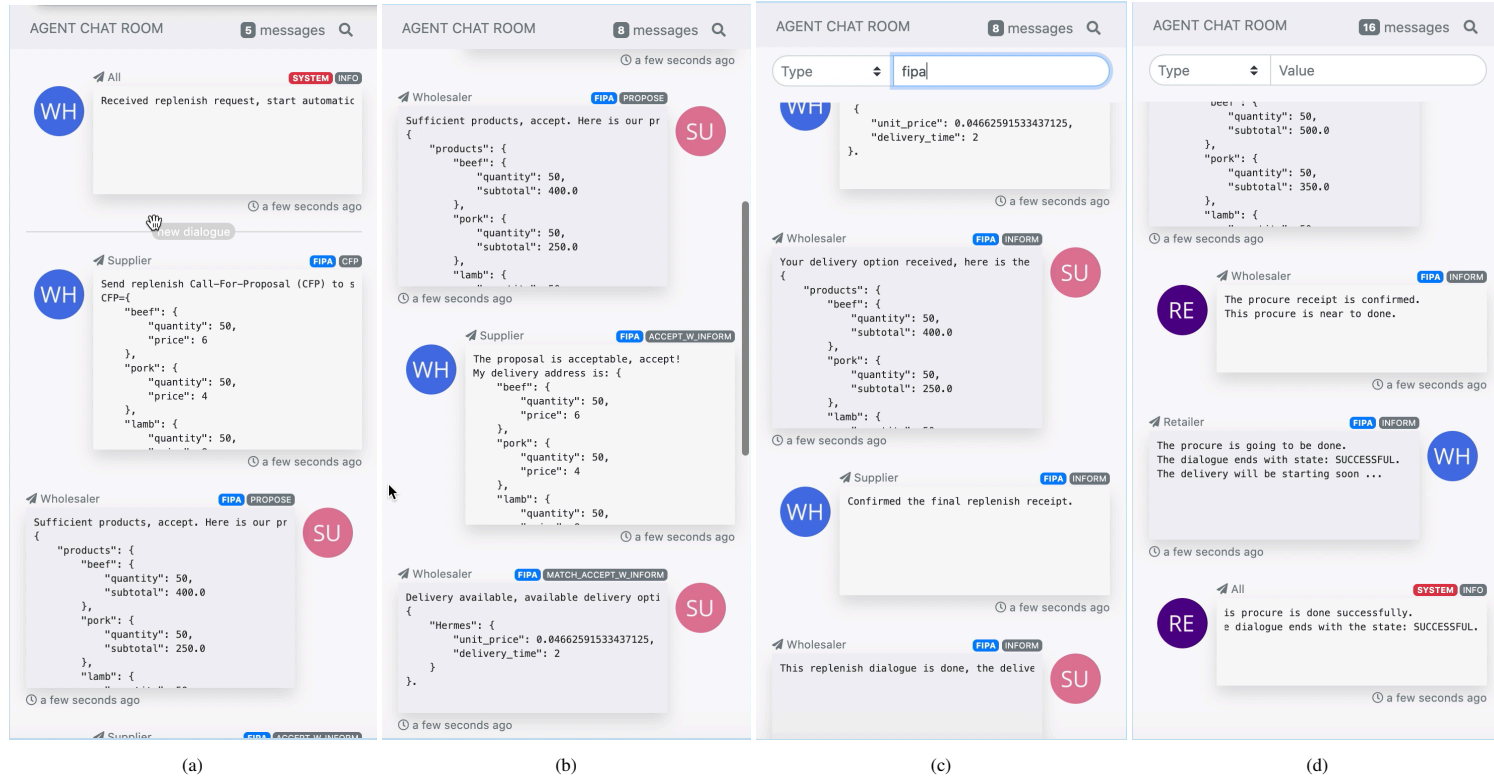 AGENT CHAT ROOM
5 messages
All
SYSTEM INFO
WH
Received replenish request, start automatic
a few seconds ago
new dialogue
Supplier
FIPA CFP
WH
Send replenish Call-For-Proposal (CFP) to s
CFP={
"beef": {
"quantity": 50,
"price": 6
},
"pork": {
"quantity": 50,
"price": 4
},
"lamb": {
"quantity": 50,
a few seconds ago
Wholesaler
FIPA PROPOSE
SU
Sufficient products, accept. Here is our pr
{
"products": {
"beef": {
"quantity": 50,
"subtotal": 400.0
},
"pork": {
"quantity": 50,
"subtotal": 250.0
},
"lamb": {
a few seconds ago
Supplier
FIPA ACCEPT_W_INFORM
(a)
AGENT CHAT ROOM
8 messages
a few seconds ago
Wholesaler
FIPA PROPOSE
SU
Sufficient products, accept. Here is our pr
{
"products": {
"beef": {
"quantity": 50,
"subtotal": 400.0
},
"pork": {
"quantity": 50,
"subtotal": 250.0
},
"lamb": {
a few seconds ago
Supplier
FIPA ACCEPT_W_INFORM
WH
The proposal is acceptable, accept!
My delivery address is: {
"beef": {
"quantity": 50,
"price": 6
},
"pork": {
"quantity": 50,
"price": 4
},
"lamb": {
"quantity": 50,
a few seconds ago
Wholesaler
FIPA MATCH_ACCEPT_W_INFORM
SU
Delivery available, available delivery opti
{
"Hermes": {
"unit_price": 0.04662591533437125,
"delivery_time": 2
}
}.
a few seconds ago
(b)
AGENT CHAT ROOM
8 messages
Type
fipa
WH
{
"unit_price": 0.04662591533437125,
"delivery_time": 2
}.
a few seconds ago
Wholesaler
FIPA INFORM
SU
Your delivery option received, here is the
{
"products": {
"beef": {
"quantity": 50,
"subtotal": 400.0
},
"pork": {
"quantity": 50,
"subtotal": 250.0
},
"lamb": {
a few seconds ago
Supplier
FIPA INFORM
WH
Confirmed the final replenish receipt.
a few seconds ago
Wholesaler
FIPA INFORM
SU
This replenish dialogue is done, the delive
(c)
AGENT CHAT ROOM
16 messages
Type
Value
"beef": {
"quantity": 50,
"subtotal": 500.0
},
"pork": {
"quantity": 50,
"subtotal": 350.0
},
"lamb": {
a few seconds ago
Wholesaler
FIPA INFORM
RE
The procure receipt is confirmed.
This procure is near to done.
a few seconds ago
Retailer
FIPA INFORM
WH
The procure is going to be done.
The dialogue ends with state: SUCCESSFUL.
The delivery will be starting soon ...
a few seconds ago
All
SYSTEM INFO
RE
is procure is done successfully.
e dialogue ends with the state: SUCCESSFUL.
a few seconds ago
(d)